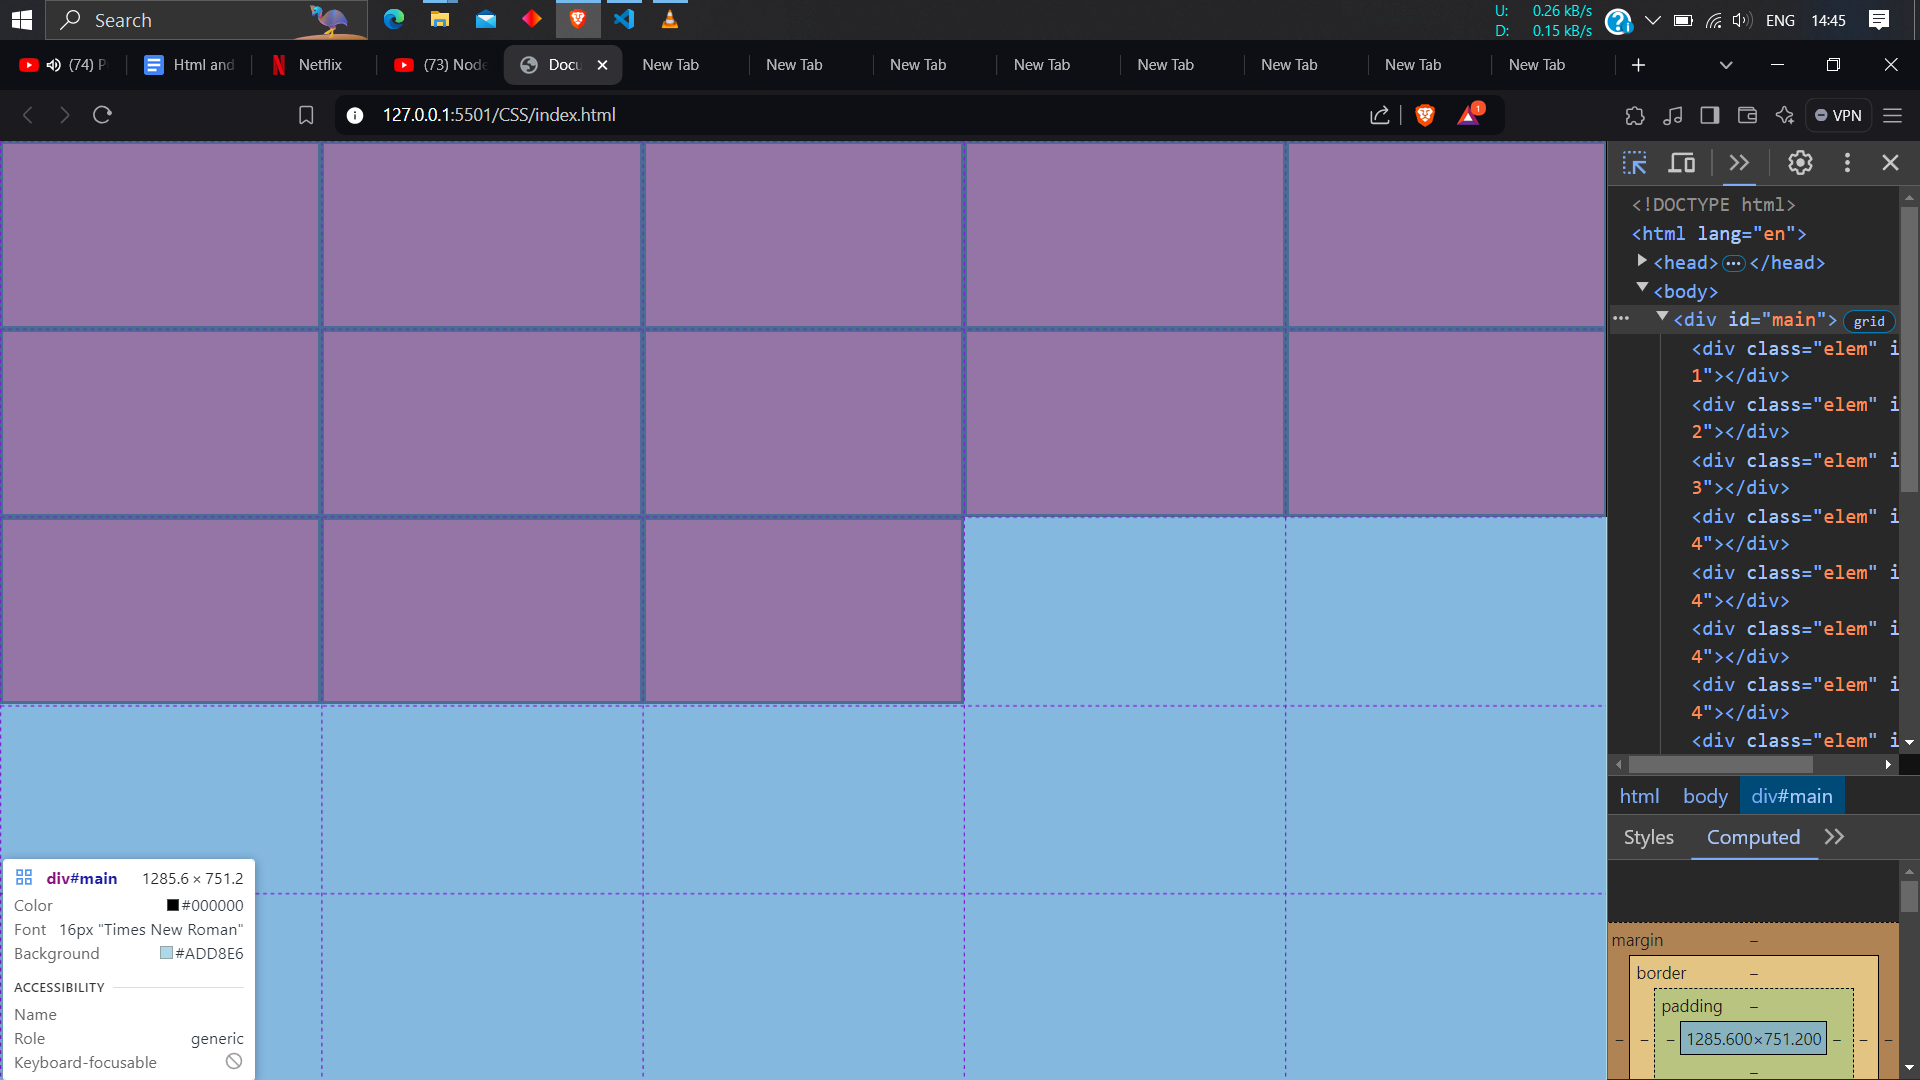 Search
U: 0.26 kB/s
D: 0.15 kB/s
ENG
14:45
(74) P
Html and
Netflix
(73) Node
Docu
New Tab
New Tab
New Tab
New Tab
New Tab
New Tab
New Tab
New Tab
127.0.0.1:5501/CSS/index.html
1
VPN
<!DOCTYPE html>
<html lang="en">
<head>⋯</head>
<body>
<div id="main"> grid
<div class="elem" i
1"></div>
<div class="elem" i
2"></div>
<div class="elem" i
3"></div>
<div class="elem" i
4"></div>
<div class="elem" i
4"></div>
<div class="elem" i
4"></div>
<div class="elem" i
4"></div>
<div class="elem" i
html body div#main
Styles Computed
margin –
border –
padding –
– – – 1285.600×751.200 – – –
–
div#main 1285.6 × 751.2
Color #000000
Font 16px "Times New Roman"
Background #ADD8E6
ACCESSIBILITY
Name
Role generic
Keyboard-focusable